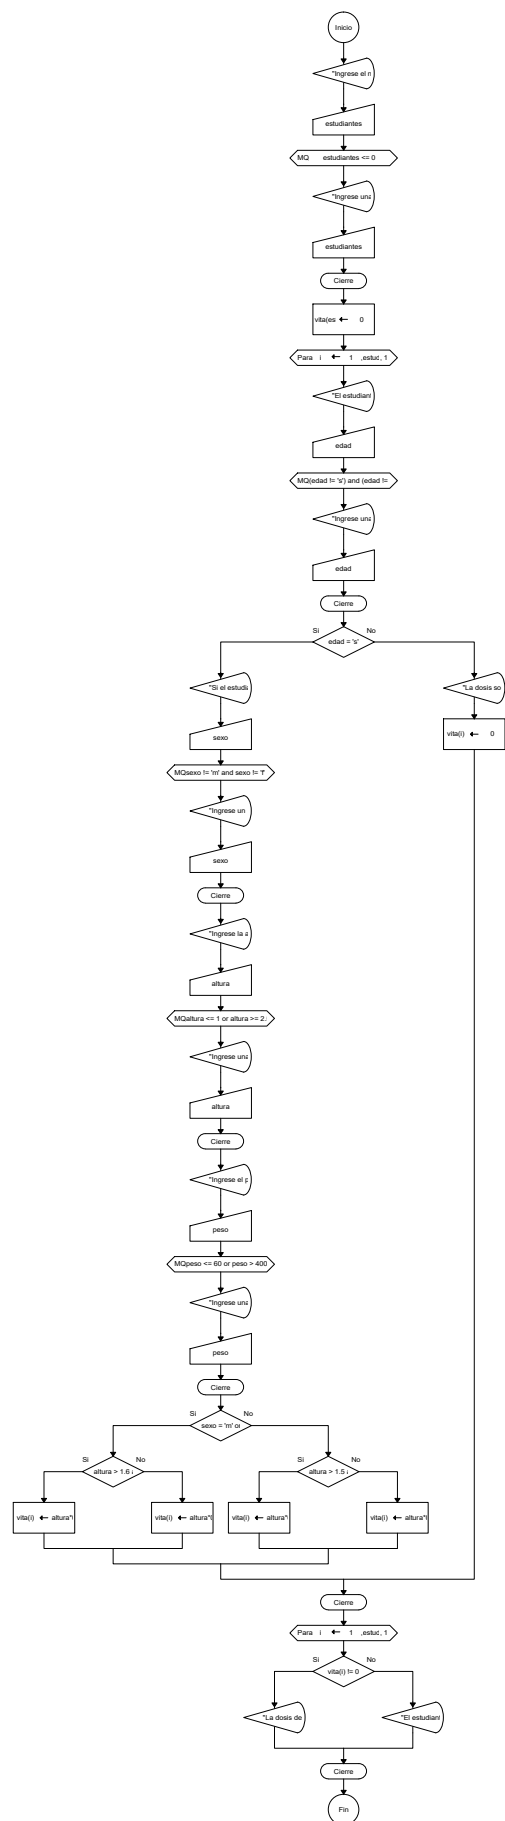 Inicio
"Ingrese el n
estudiantes
MQ estudiantes <= 0
"Ingrese una
estudiantes
Cierre
vita(es ← 0
Para i ← 1 ,estud, 1
"El estudiant
edad
MQ(edad != 's') and (edad !=
"Ingrese una
edad
Cierre
Si No
edad = 's'
"Si el estudia
"La dosis so
sexo
vita(i) ← 0
MQsexo != 'm' and sexo != 'f'
"Ingrese un
sexo
Cierre
"Ingrese la a
altura
MQaltura <= 1 or altura >= 2.
"Ingrese una
altura
Cierre
"Ingrese el p
peso
MQpeso <= 60 or peso > 400
"Ingrese una
peso
Cierre
Si No
sexo = 'm' or
Si No
altura > 1.6
Si No
altura > 1.5
vita(i) ← altura*
vita(i) ← altura*
vita(i) ← altura*
vita(i) ← altura*
Cierre
Para i ← 1 ,estud, 1
Si No
vita(i) != 0
"La dosis de
"El estudiant
Cierre
Fin